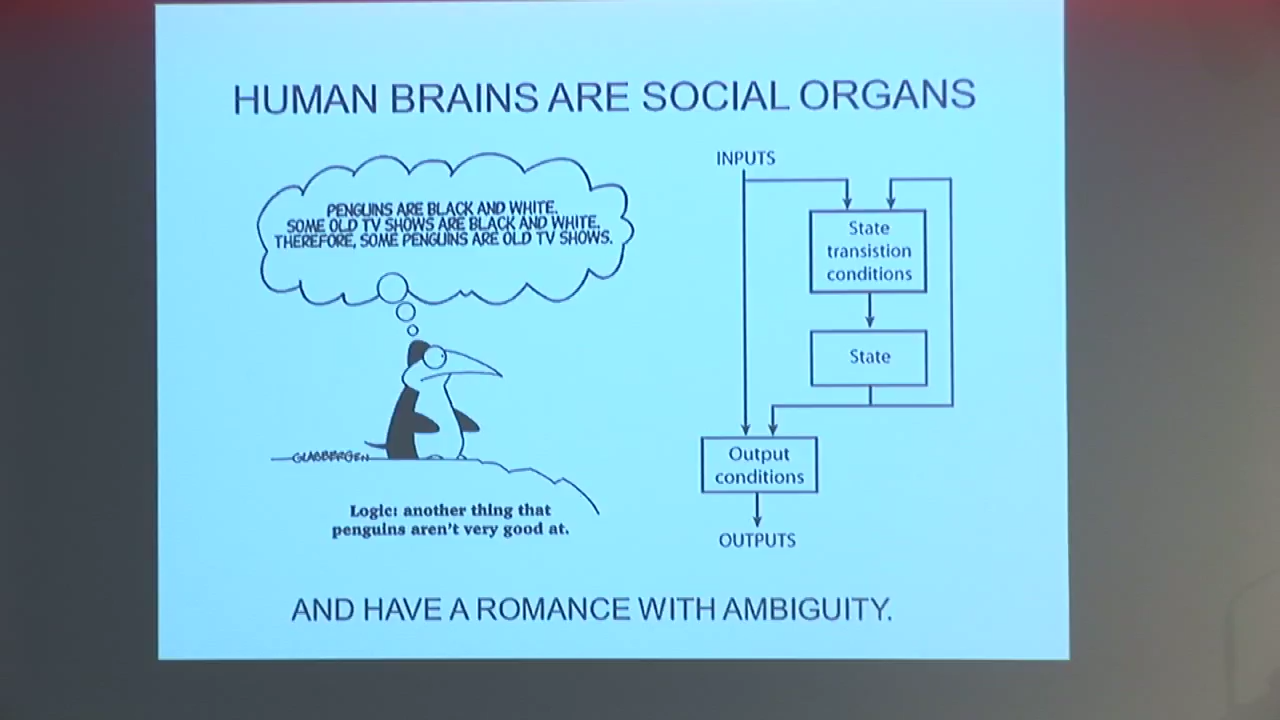 HUMAN BRAINS ARE SOCIAL ORGANS
PENGUINS ARE BLACK AND WHITE.
SOME OLD TV SHOWS ARE BLACK AND WHITE.
THEREFORE, SOME PENGUINS ARE OLD TV SHOWS.
GLASBERGEN
Logic: another thing that
penguins aren't very good at.
INPUTS
State
transistion
conditions
State
Output
conditions
OUTPUTS
AND HAVE A ROMANCE WITH AMBIGUITY.